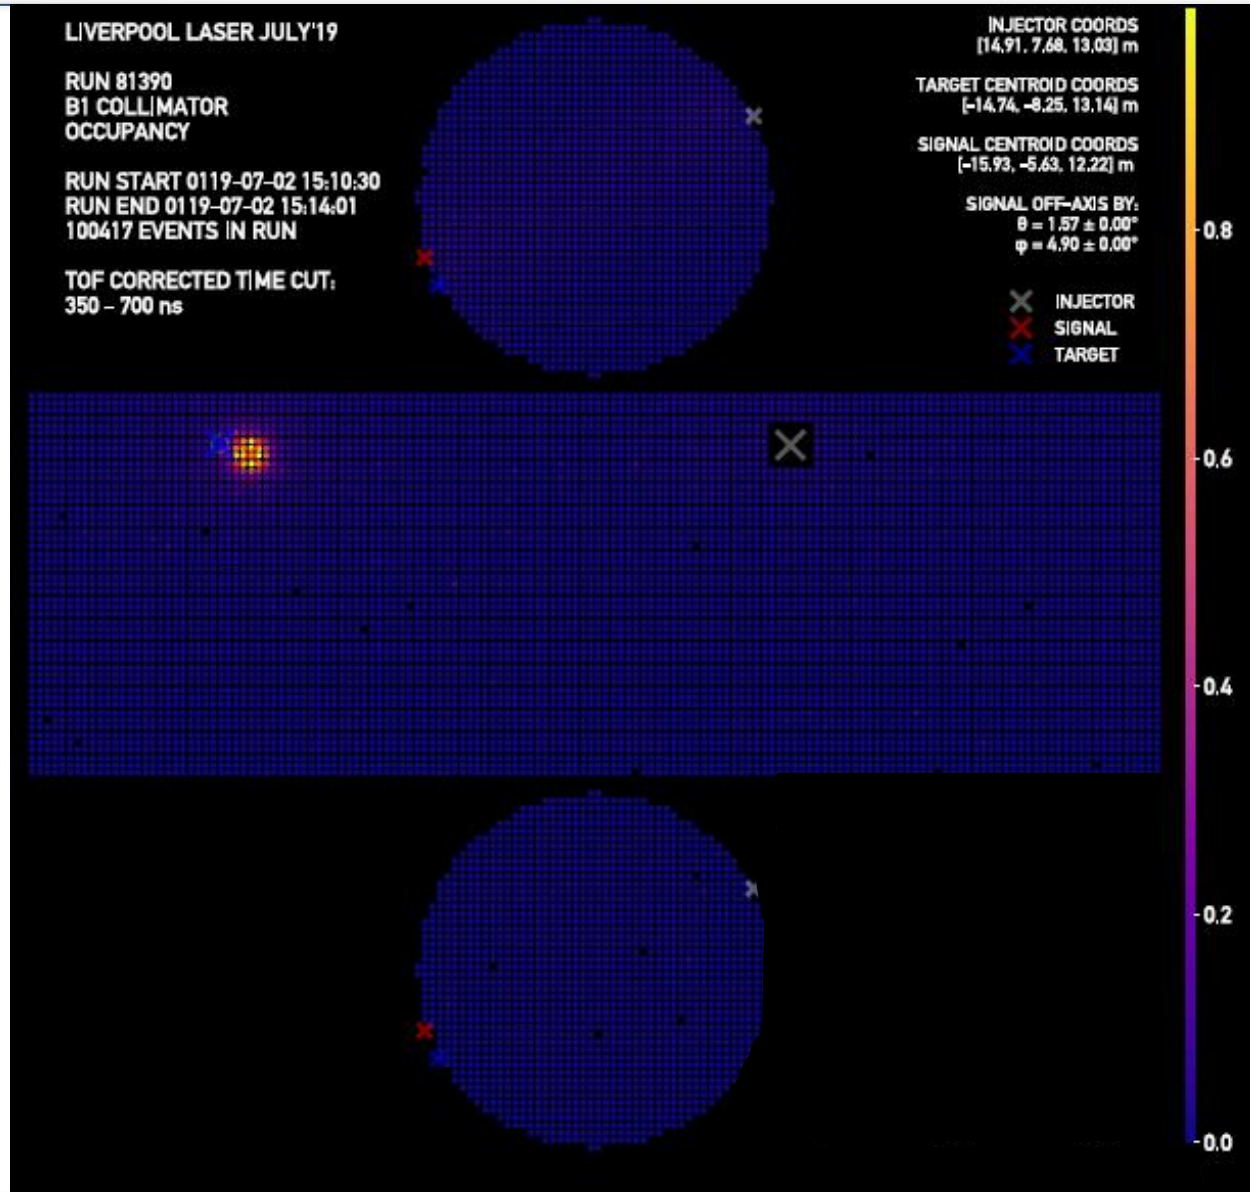 LIVERPOOL LASER JULY'19
RUN 81390
B1 COLLIMATOR
OCCUPANCY
RUN START 0119-07-02 15:10:30
RUN END 0119-07-02 15:14:01
100417 EVENTS IN RUN
TOF CORRECTED TIME CUT:
350 - 700 ns
INJECTOR COORDS
[14.91, 7.68, 13.03] m
TARGET CENTROID COORDS
[-14.74, -8.25, 13.14] m
SIGNAL CENTROID COORDS
[-15.93, -5.63, 12.22] m
SIGNAL OFF-AXIS BY:
θ = 1.57 ± 0.00°
φ = 4.90 ± 0.00°
INJECTOR
SIGNAL
TARGET
0.8
0.6
0.4
0.2
0.0